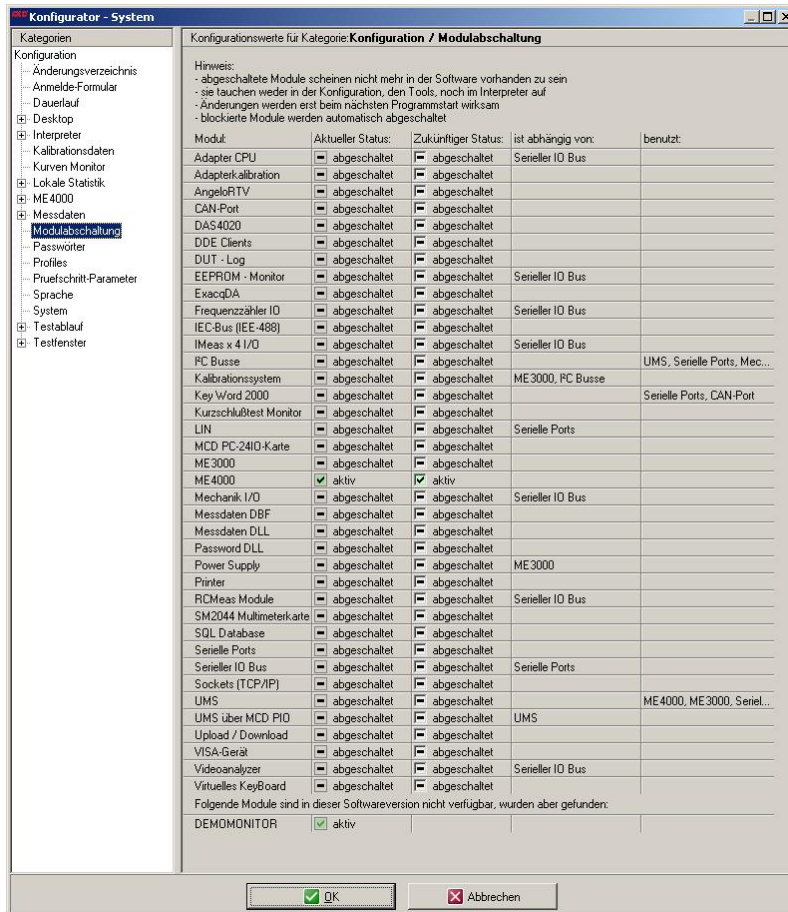 MCD Konfigurator - System
Kategorien
Konfiguration
Änderungsverzeichnis
Anmelde-Formular
Dauerlauf
Desktop
Interpreter
Kalibrationsdaten
Kurven Monitor
Lokale Statistik
ME4000
Messdaten
Modulabschaltung
Passwörter
Profiles
Pruefschritt-Parameter
Sprache
System
Testablauf
Testfenster
Konfigurationswerte für Kategorie:Konfiguration / Modulabschaltung
Hinweis:
- abgeschaltete Module scheinen nicht mehr in der Software vorhanden zu sein
- sie tauchen weder in der Konfiguration, den Tools, noch im Interpreter auf
- Änderungen werden erst beim nächsten Programmstart wirksam
- blockierte Module werden automatisch abgeschaltet
Modul: Aktueller Status: Zukünftiger Status: ist abhängig von: benutzt:
Adapter CPU abgeschaltet abgeschaltet Serieller IO Bus
Adapterkalibration abgeschaltet abgeschaltet
AngeloRTV abgeschaltet abgeschaltet
CAN-Port abgeschaltet abgeschaltet
DAS4020 abgeschaltet abgeschaltet
DDE Clients abgeschaltet abgeschaltet
DUT - Log abgeschaltet abgeschaltet
EEPROM - Monitor abgeschaltet abgeschaltet Serieller IO Bus
ExacqDA abgeschaltet abgeschaltet
Frequenzzähler IO abgeschaltet abgeschaltet Serieller IO Bus
IEC-Bus (IEE-488) abgeschaltet abgeschaltet
IMeas x 4 I/O abgeschaltet abgeschaltet Serieller IO Bus
I²C Busse abgeschaltet abgeschaltet UMS, Serielle Ports, Mec...
Kalibrationssystem abgeschaltet abgeschaltet ME3000, I²C Busse
Key Word 2000 abgeschaltet abgeschaltet Serielle Ports, CAN-Port
Kurzschlußtest Monitor abgeschaltet abgeschaltet
LIN abgeschaltet abgeschaltet Serielle Ports
MCD PC-24IO-Karte abgeschaltet abgeschaltet
ME3000 abgeschaltet abgeschaltet
ME4000 aktiv aktiv
Mechanik I/O abgeschaltet abgeschaltet Serieller IO Bus
Messdaten DBF abgeschaltet abgeschaltet
Messdaten DLL abgeschaltet abgeschaltet
Password DLL abgeschaltet abgeschaltet
Power Supply abgeschaltet abgeschaltet ME3000
Printer abgeschaltet abgeschaltet
RCMeas Module abgeschaltet abgeschaltet Serieller IO Bus
SM2044 Multimeterkarte abgeschaltet abgeschaltet
SQL Database abgeschaltet abgeschaltet
Serielle Ports abgeschaltet abgeschaltet
Serieller IO Bus abgeschaltet abgeschaltet Serielle Ports
Sockets (TCP/IP) abgeschaltet abgeschaltet
UMS abgeschaltet abgeschaltet ME4000, ME3000, Seriel...
UMS über MCD PIO abgeschaltet abgeschaltet UMS
Upload / Download abgeschaltet abgeschaltet
VISA-Gerät abgeschaltet abgeschaltet
Videoanalyzer abgeschaltet abgeschaltet Serieller IO Bus
Virtuelles KeyBoard abgeschaltet abgeschaltet
Folgende Module sind in dieser Softwareversion nicht verfügbar, wurden aber gefunden:
DEMOMONITOR aktiv
OK
Abbrechen